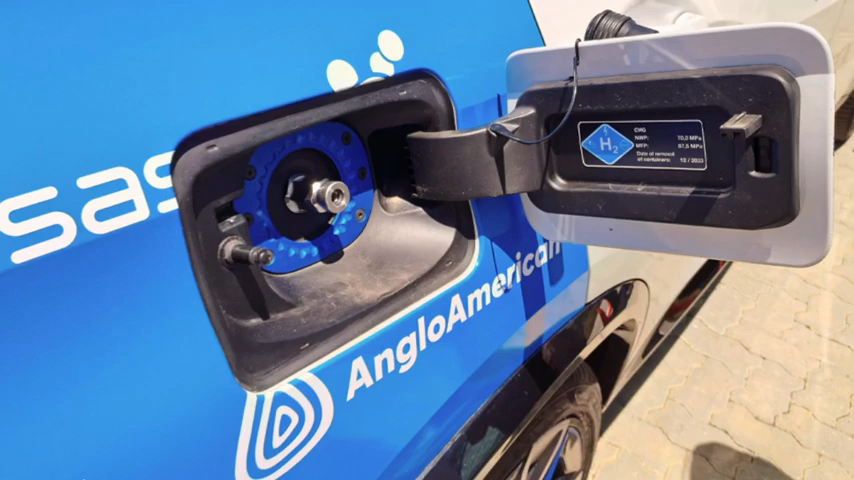 sas
AngloAmerican
H2
CHG
NWP: 70,0 MPa
MFP: 87,5 MPa
Date of removal
of containers: 12 / 2033